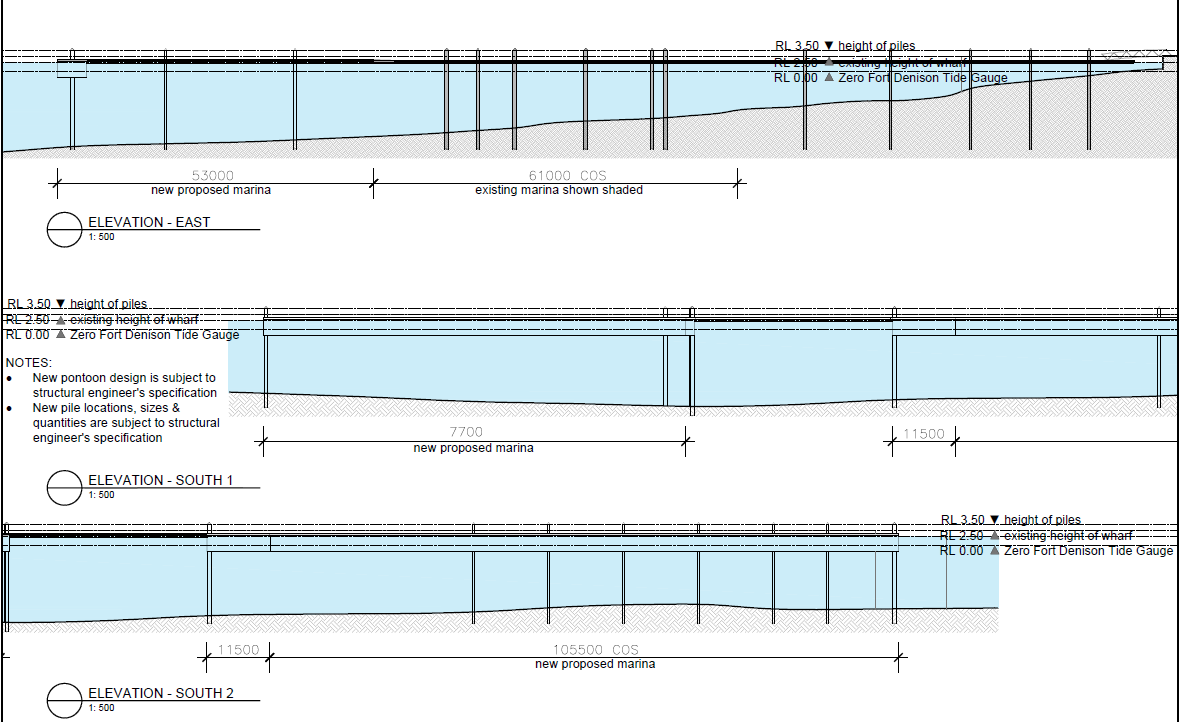 RL 3.50 ▼ height of piles
RL 2.50 ▲ existing height of wharf
RL 0.00 ▲ Zero Fort Denison Tide Gauge
53000
new proposed marina
61000 COS
existing marina shown shaded
ELEVATION - EAST
1: 500
RL 3.50 ▼ height of piles
RL 2.50 ▲ existing height of wharf
RL 0.00 ▲ Zero Fort Denison Tide Gauge
NOTES:
● New pontoon design is subject to
structural engineer's specification
● New pile locations, sizes &
quantities are subject to structural
engineer's specification
7700
new proposed marina
11500
ELEVATION - SOUTH 1
1: 500
RL 3.50 ▼ height of piles
RL 2.50 ▲ existing height of wharf
RL 0.00 ▲ Zero Fort Denison Tide Gauge
11500
105500 COS
new proposed marina
ELEVATION - SOUTH 2
1: 500